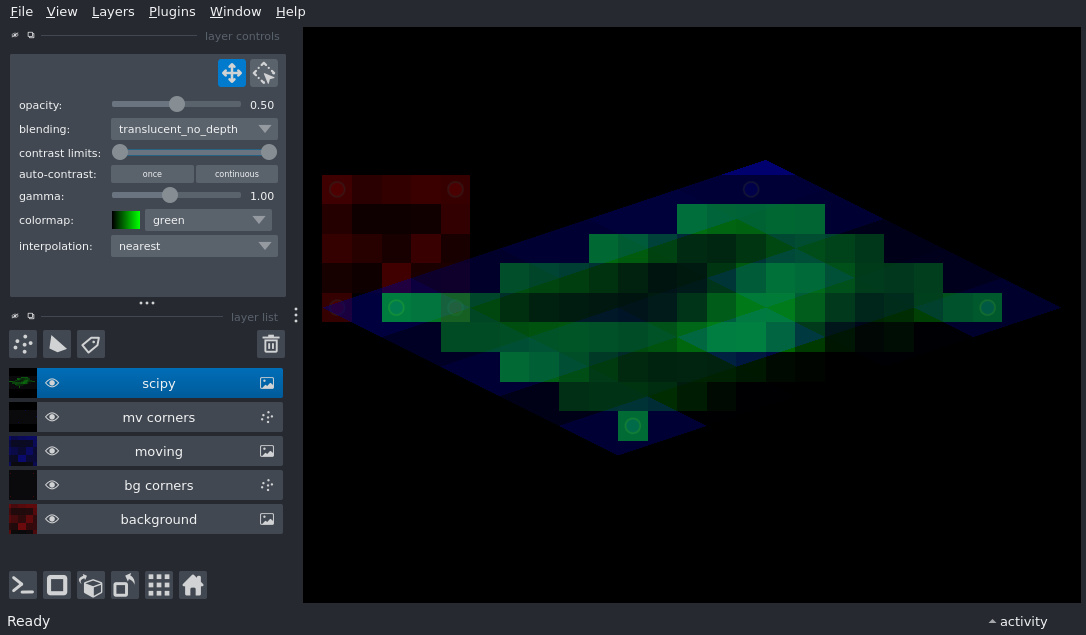 File View Layers Plugins Window Help
layer controls
opacity: 0.50
blending: translucent_no_depth
contrast limits:
auto-contrast: once continuous
gamma: 1.00
colormap: green
interpolation: nearest
layer list
scipy
mv corners
moving
bg corners
background
Ready activity